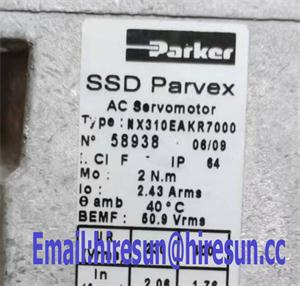 Parker
SSD Parvex
AC Servomotor
Type: NX310EAKR7000
N° 58938 06/09
. CI F IP 64
Mo : 2 N.m
Io : 2.43 Arms
θ amb 40°C
BEMF: 50.9 Vrms
Email:hiresun@hiresun.cc
In 2.06 1.76